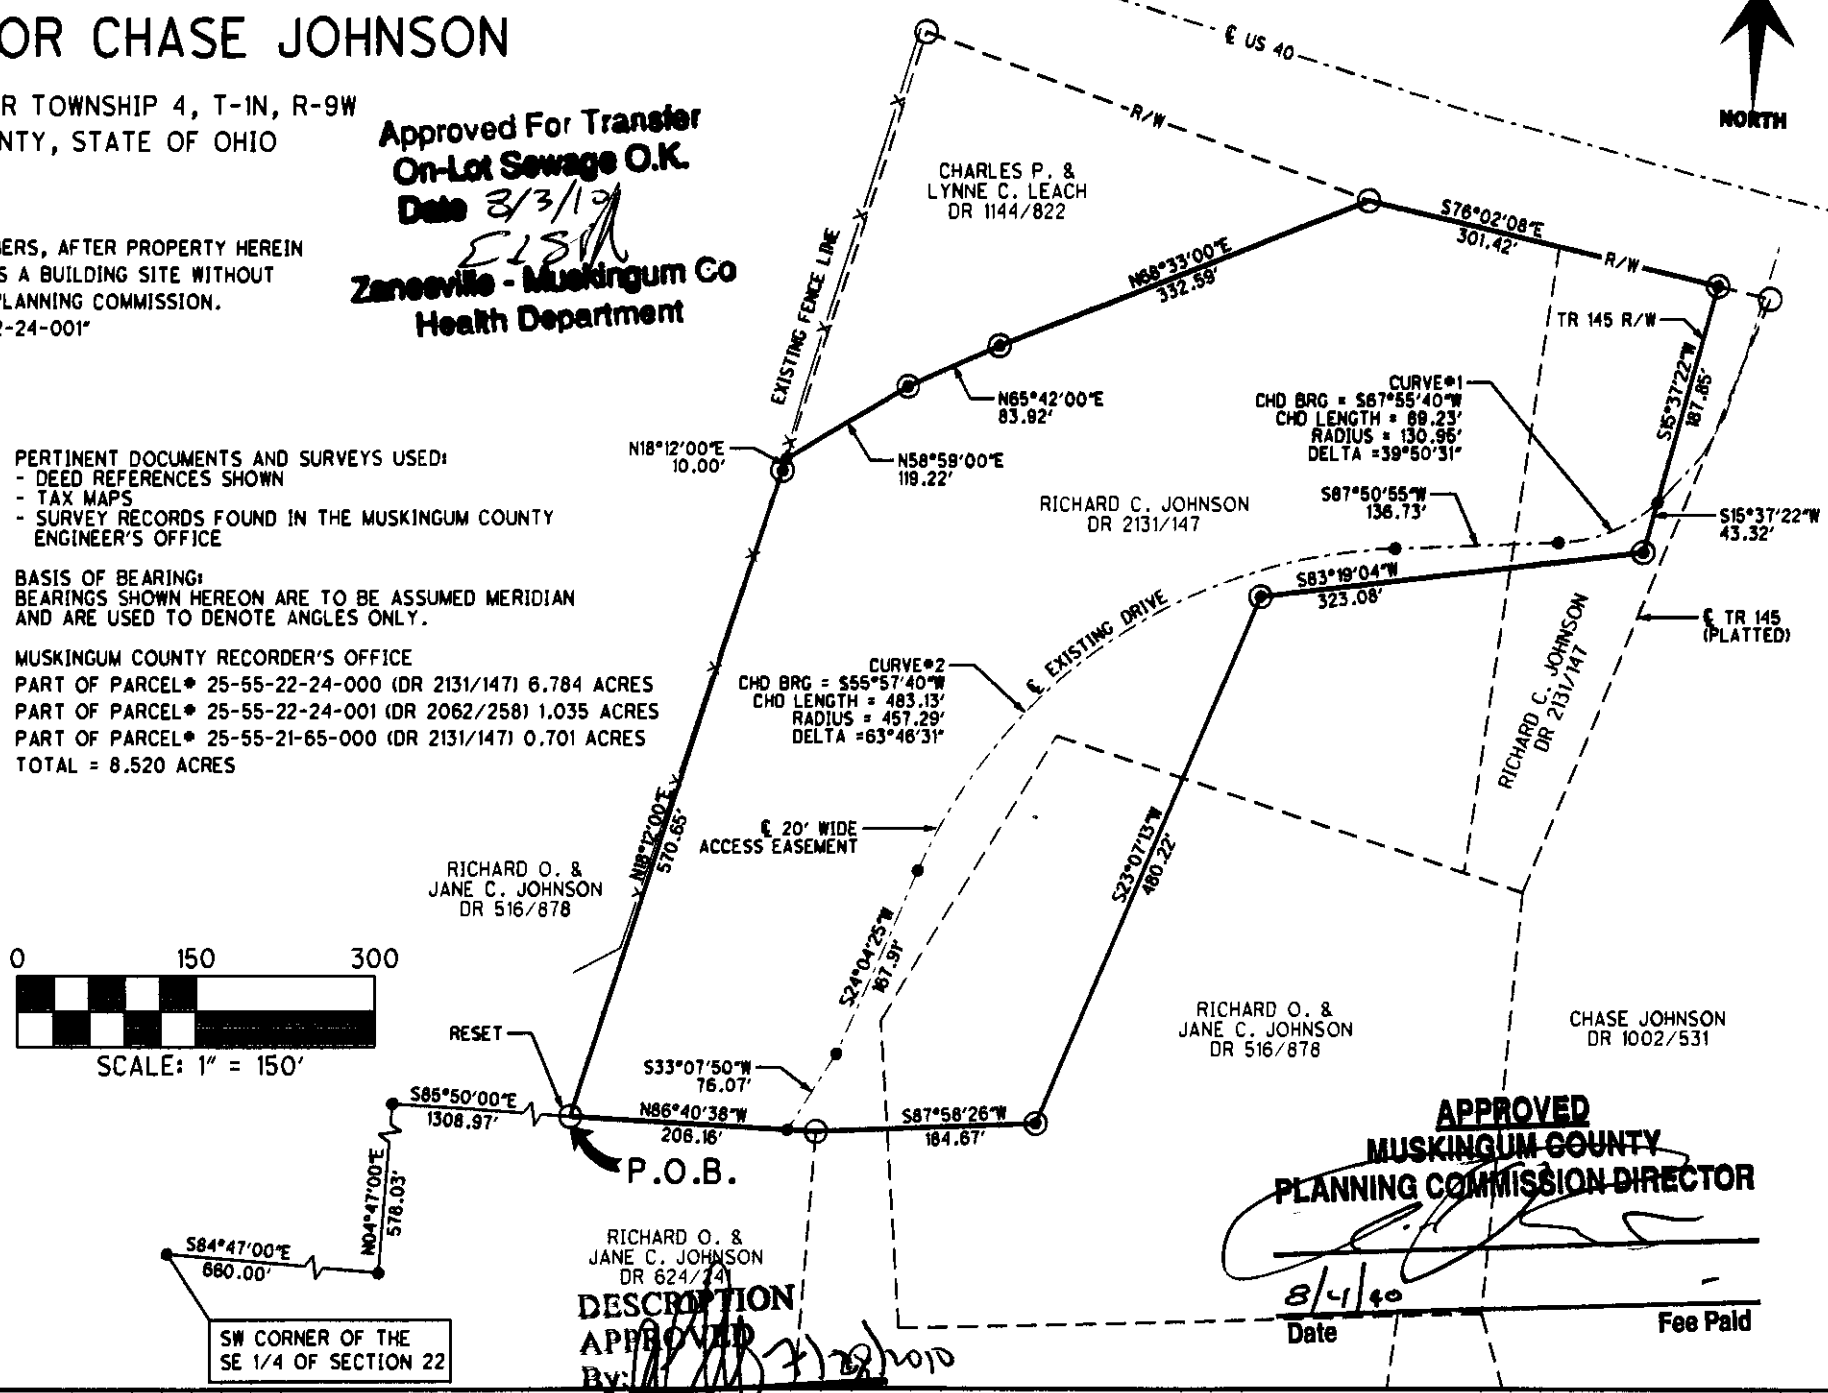 OR CHASE JOHNSON
R TOWNSHIP 4, T-1N, R-9W
NTY, STATE OF OHIO
Approved For Transfer
On-Lot Sewage O.K.
Date 8/3/10
Zanesville - Muskingum Co
Health Department
BERS, AFTER PROPERTY HEREIN
S A BUILDING SITE WITHOUT
PLANNING COMMISSION.
2-24-001"
PERTINENT DOCUMENTS AND SURVEYS USED:
- DEED REFERENCES SHOWN
- TAX MAPS
- SURVEY RECORDS FOUND IN THE MUSKINGUM COUNTY
ENGINEER'S OFFICE
BASIS OF BEARING:
BEARINGS SHOWN HEREON ARE TO BE ASSUMED MERIDIAN
AND ARE USED TO DENOTE ANGLES ONLY.
MUSKINGUM COUNTY RECORDER'S OFFICE
PART OF PARCEL# 25-55-22-24-000 (DR 2131/147) 6.784 ACRES
PART OF PARCEL# 25-55-22-24-001 (DR 2062/258) 1.035 ACRES
PART OF PARCEL# 25-55-21-65-000 (DR 2131/147) 0.701 ACRES
TOTAL = 8.520 ACRES
℄ US 40
NORTH
R/W
CHARLES P. &
LYNNE C. LEACH
DR 1144/822
EXISTING FENCE LINE
N68°33'00"E
332.59'
S76°02'08"E
301.42'
R/W
TR 145 R/W
S15°37'22"W
187.85'
N65°42'00"E
83.92'
N18°12'00"E
10.00'
N58°59'00"E
119.22'
CURVE#1
CHD BRG = S67°55'40"W
CHD LENGTH = 89.23'
RADIUS = 130.95'
DELTA =39°50'31"
RICHARD C. JOHNSON
DR 2131/147
S87°50'55"W
136.73'
S15°37'22"W
43.32'
S83°19'04"W
323.08'
℄ EXISTING DRIVE
℄ TR 145
(PLATTED)
RICHARD C. JOHNSON
DR 2131/147
CURVE#2
CHD BRG = S55°57'40"W
CHD LENGTH = 483.13'
RADIUS = 457.29'
DELTA =63°46'31"
N18°12'00"E
570.65'
℄ 20' WIDE
ACCESS EASEMENT
S23°07'13"W
480.22'
RICHARD O. &
JANE C. JOHNSON
DR 516/878
S24°04'25"W
167.91'
0 150 300
SCALE: 1" = 150'
RESET
RICHARD O. &
JANE C. JOHNSON
DR 516/878
CHASE JOHNSON
DR 1002/531
S33°07'50"W
76.07'
S85°50'00"E
1308.97'
N86°40'38"W
206.16'
S87°58'26"W
184.67'
P.O.B.
N04°47'00"E
578.03'
S84°47'00"E
660.00'
SW CORNER OF THE
SE 1/4 OF SECTION 22
RICHARD O. &
JANE C. JOHNSON
DR 624/241
DESCRIPTION
APPROVED
By: 7/28/2010
APPROVED
MUSKINGUM COUNTY
PLANNING COMMISSION DIRECTOR
Date
Fee Paid